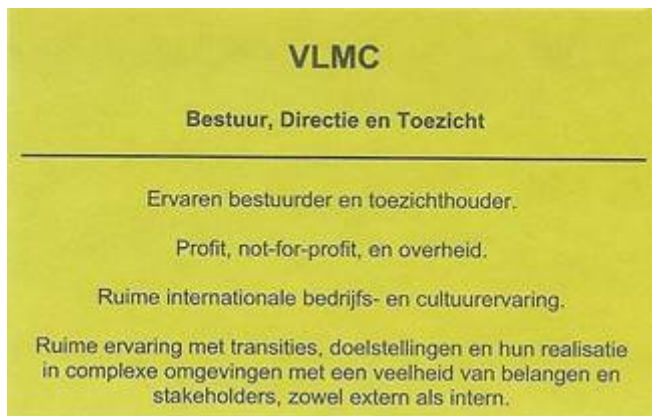 VLMC
Bestuur, Directie en Toezicht
Ervaren bestuurder en toezichthouder.
Profit, not-for-profit, en overheid.
Ruime internationale bedrijfs- en cultuurervaring.
Ruime ervaring met transities, doelstellingen en hun realisatie
in complexe omgevingen met een veelheid van belangen en
stakeholders, zowel extern als intern.